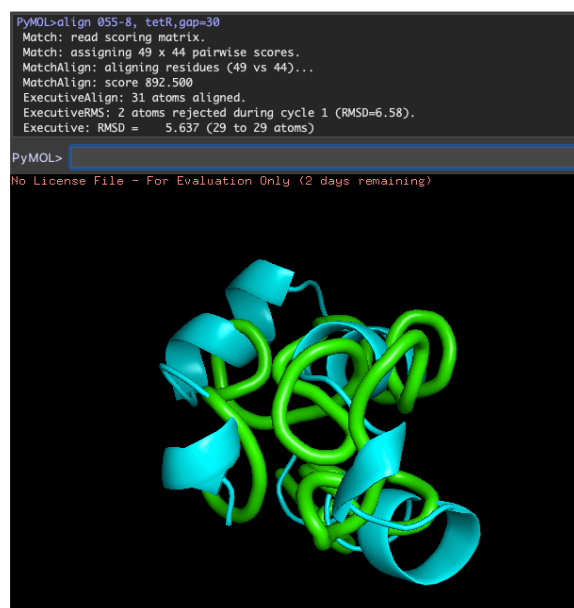 PyMOL>align 055-8, tetR,gap=30
Match: read scoring matrix.
Match: assigning 49 x 44 pairwise scores.
MatchAlign: aligning residues (49 vs 44)...
MatchAlign: score 892.500
ExecutiveAlign: 31 atoms aligned.
ExecutiveRMS: 2 atoms rejected during cycle 1 (RMSD=6.58).
Executive: RMSD =    5.637 (29 to 29 atoms)
PyMOL>
No License File - For Evaluation Only (2 days remaining)